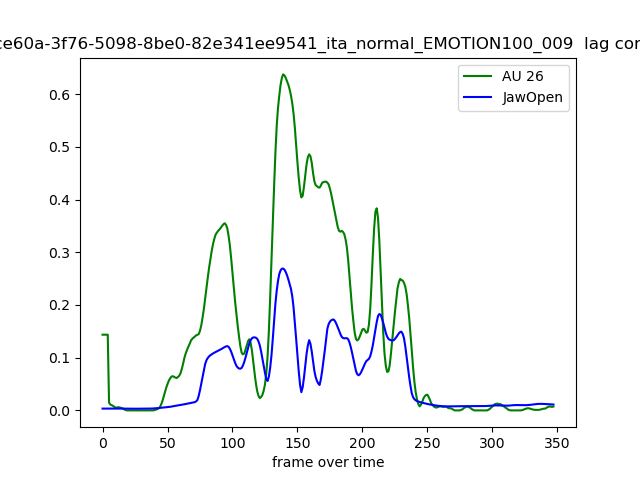 ce60a-3f76-5098-8be0-82e341ee9541_ita_normal_EMOTION100_009 lag cor
AU 26
JawOpen
0.6
0.5
0.4
0.3
0.2
0.1
0.0
0 50 100 150 200 250 300 350
frame over time